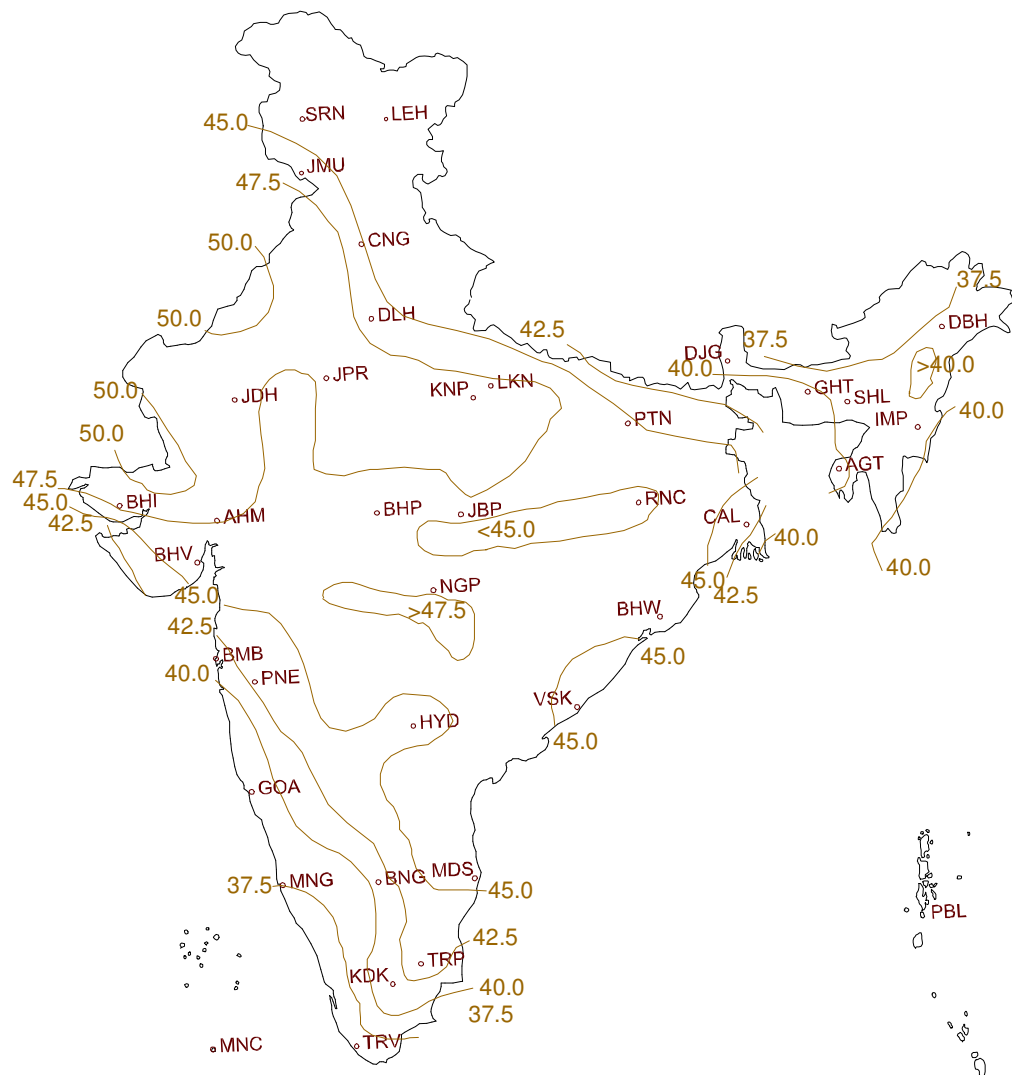 SRN
LEH
45.0
JMU
47.5
50.0
CNG
37.5
50.0
DLH
DBH
42.5
37.5
DJG
40.0
>40.0
JPR
50.0
JDH
KNP
LKN
GHT
SHL
PTN
IMP
40.0
50.0
AGT
47.5
45.0
BHI
42.5
AHM
BHP
JBP
RNC
<45.0
CAL
40.0
BHV
40.0
45.0
NGP
45.0
42.5
>47.5
BHW
42.5
BMB
45.0
40.0
PNE
VSK
HYD
45.0
GOA
37.5
MNG
BNG
MDS
45.0
PBL
42.5
TRP
KDK
40.0
37.5
MNC
TRV